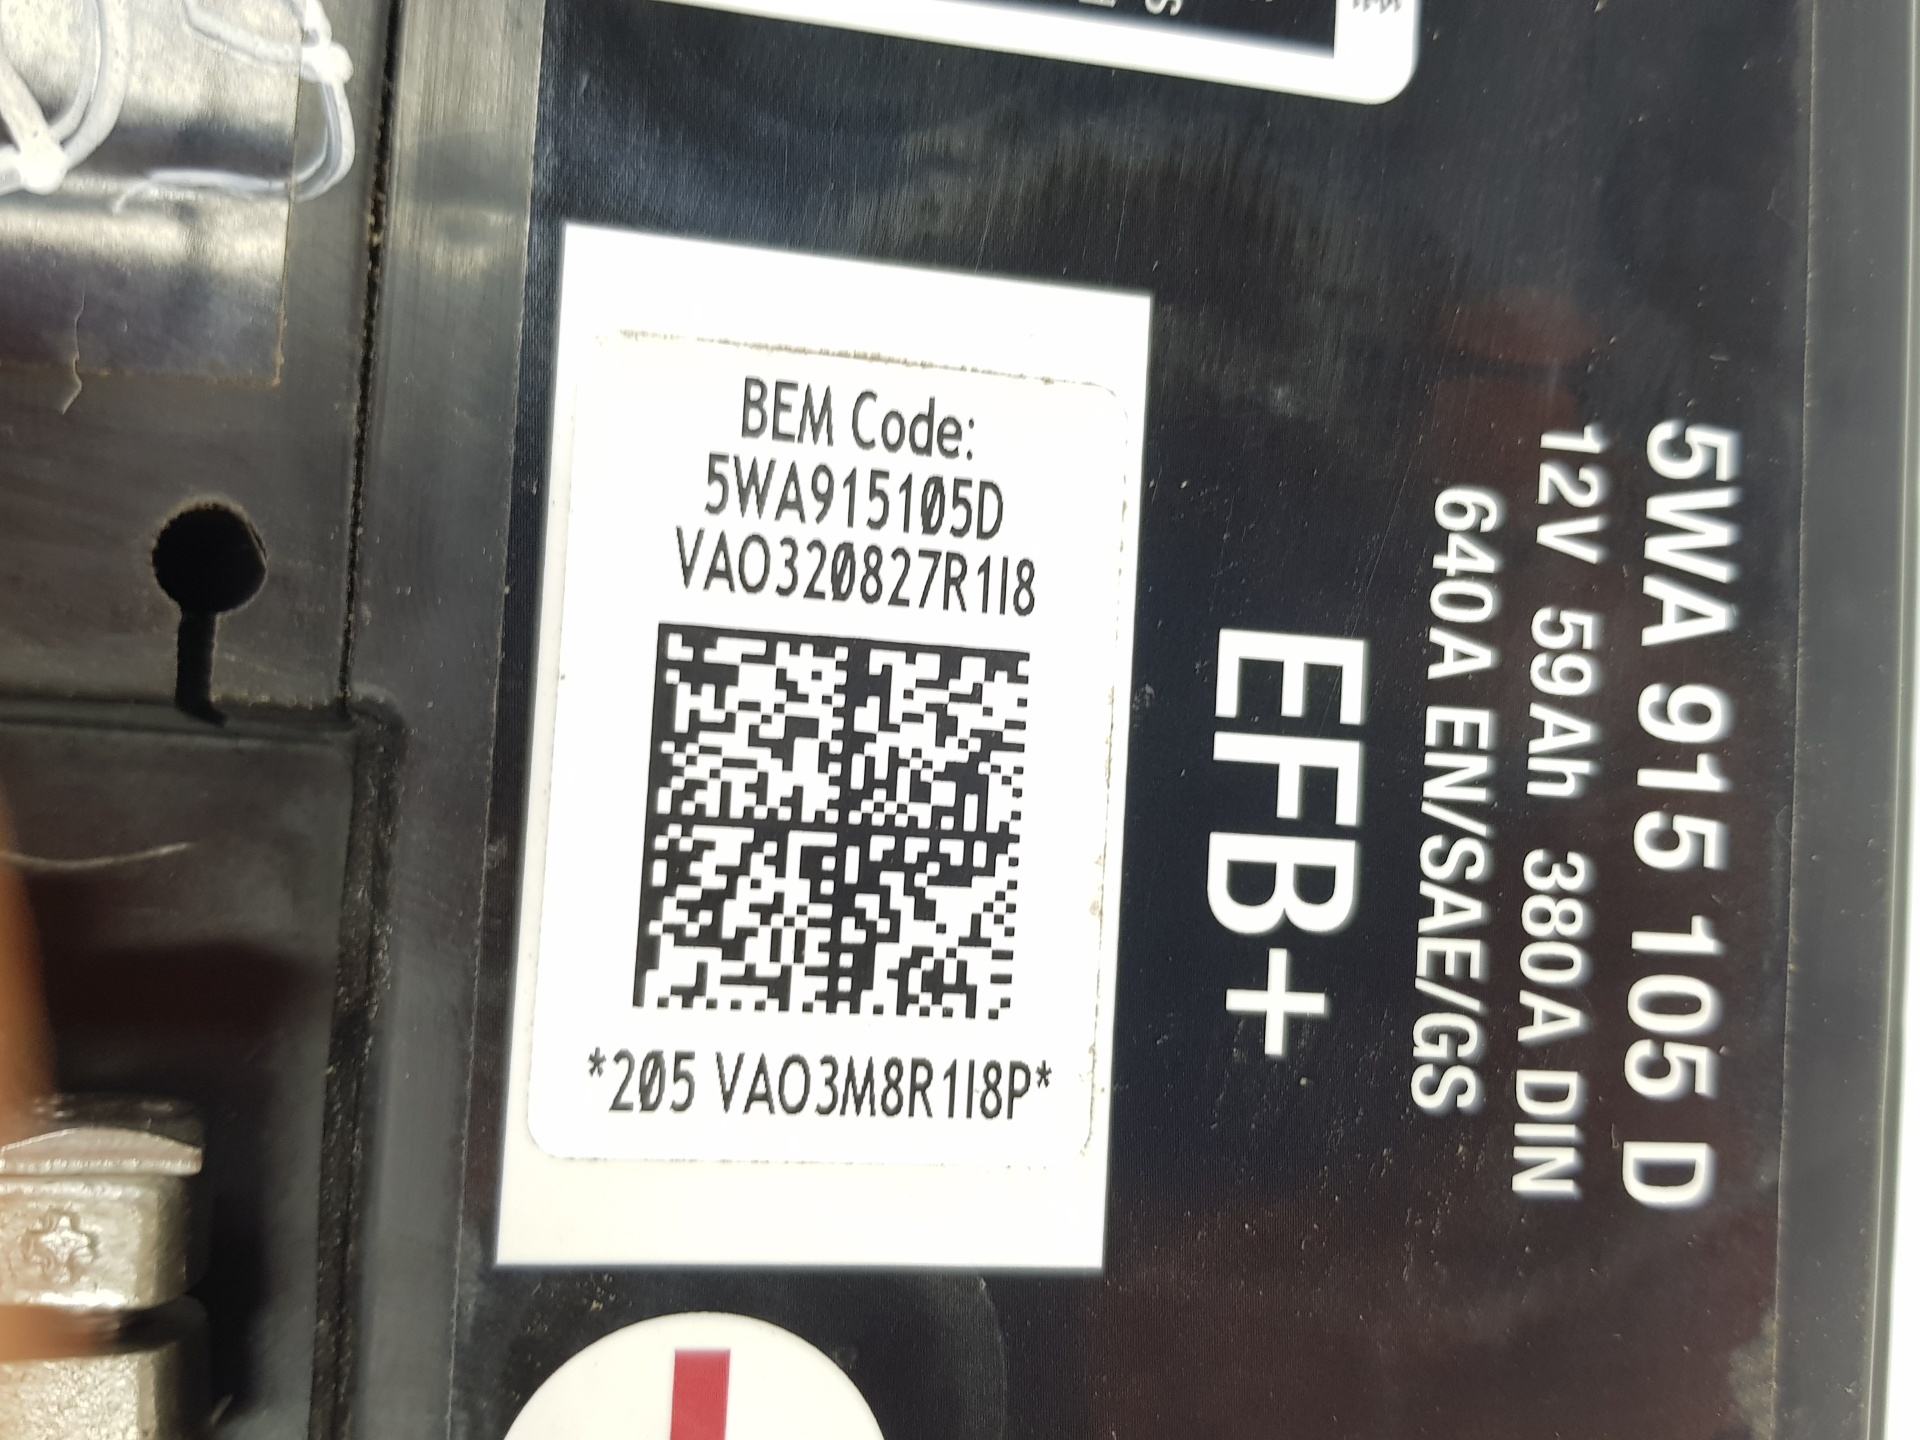 BEM Code:
5WA915105D
VAO320827R1I8
*205 VAO3M8R1I8P*
5WA 915 105 D
12V 59Ah 380A DIN
640A EN/SAE/GS
EFB+